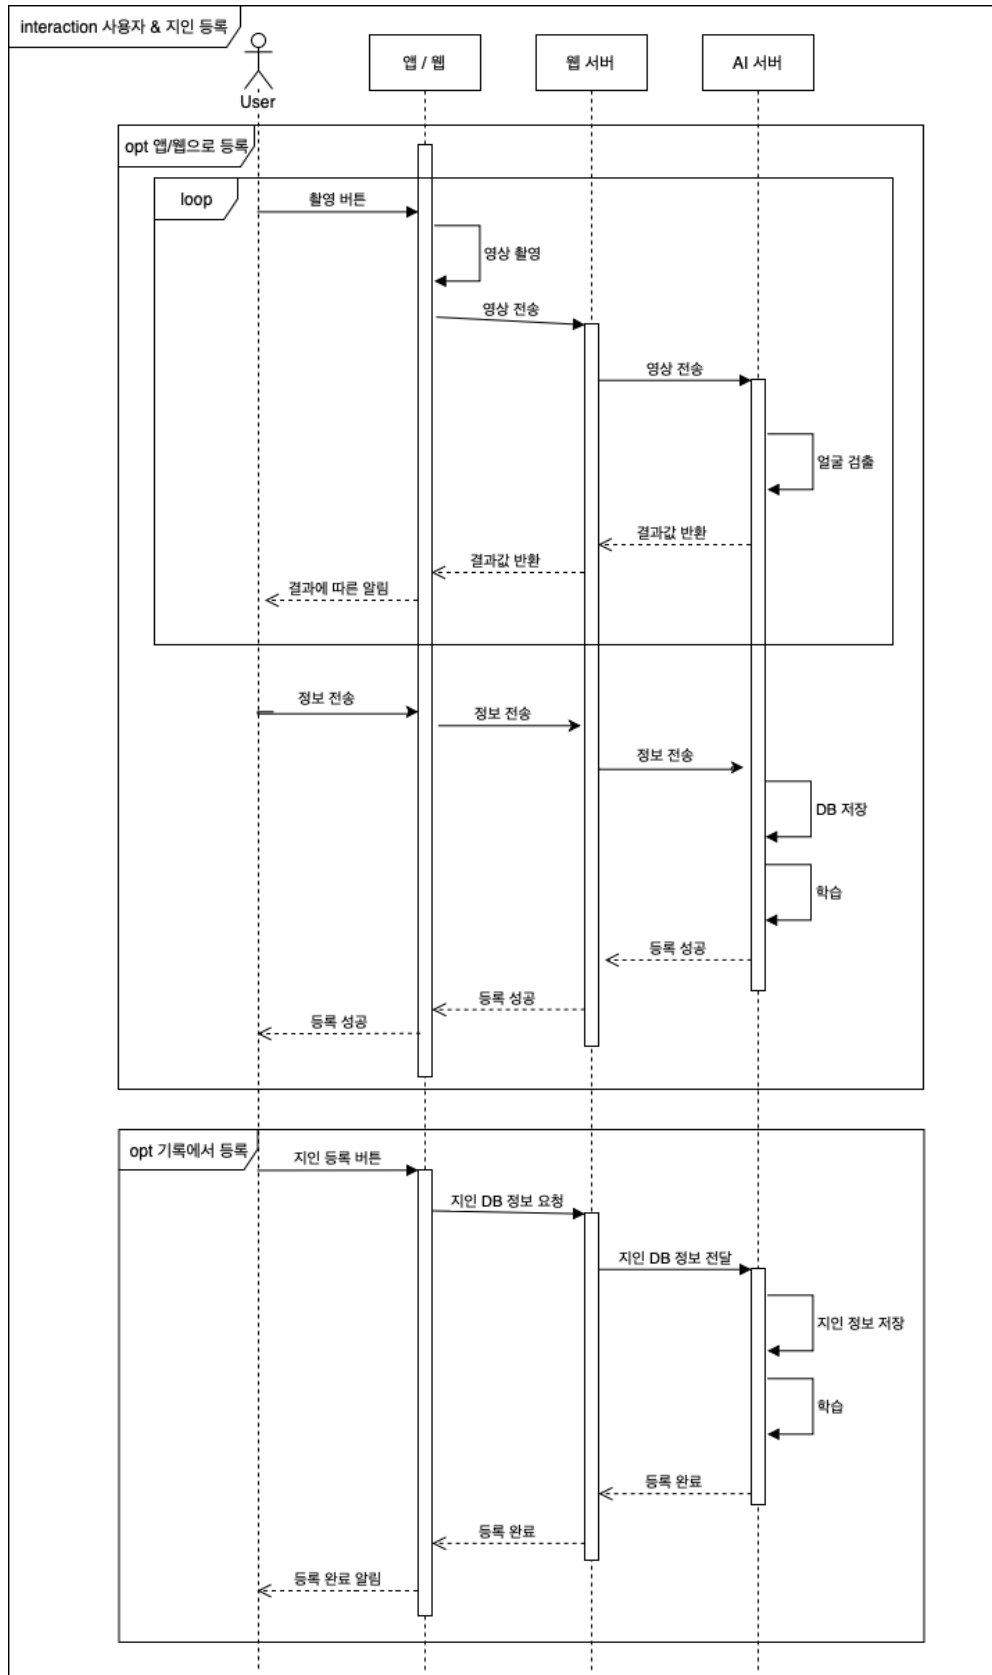 interaction 사용자 & 지인 등록
User
앱 / 웹
웹 서버
AI 서버
opt 앱/웹으로 등록
loop
촬영 버튼
영상 촬영
영상 전송
영상 전송
얼굴 검출
결과값 반환
결과값 반환
결과에 따른 알림
정보 전송
정보 전송
정보 전송
DB 저장
학습
등록 성공
등록 성공
등록 성공
opt 기록에서 등록
지인 등록 버튼
지인 DB 정보 요청
지인 DB 정보 전달
지인 정보 저장
학습
등록 완료
등록 완료
등록 완료 알림